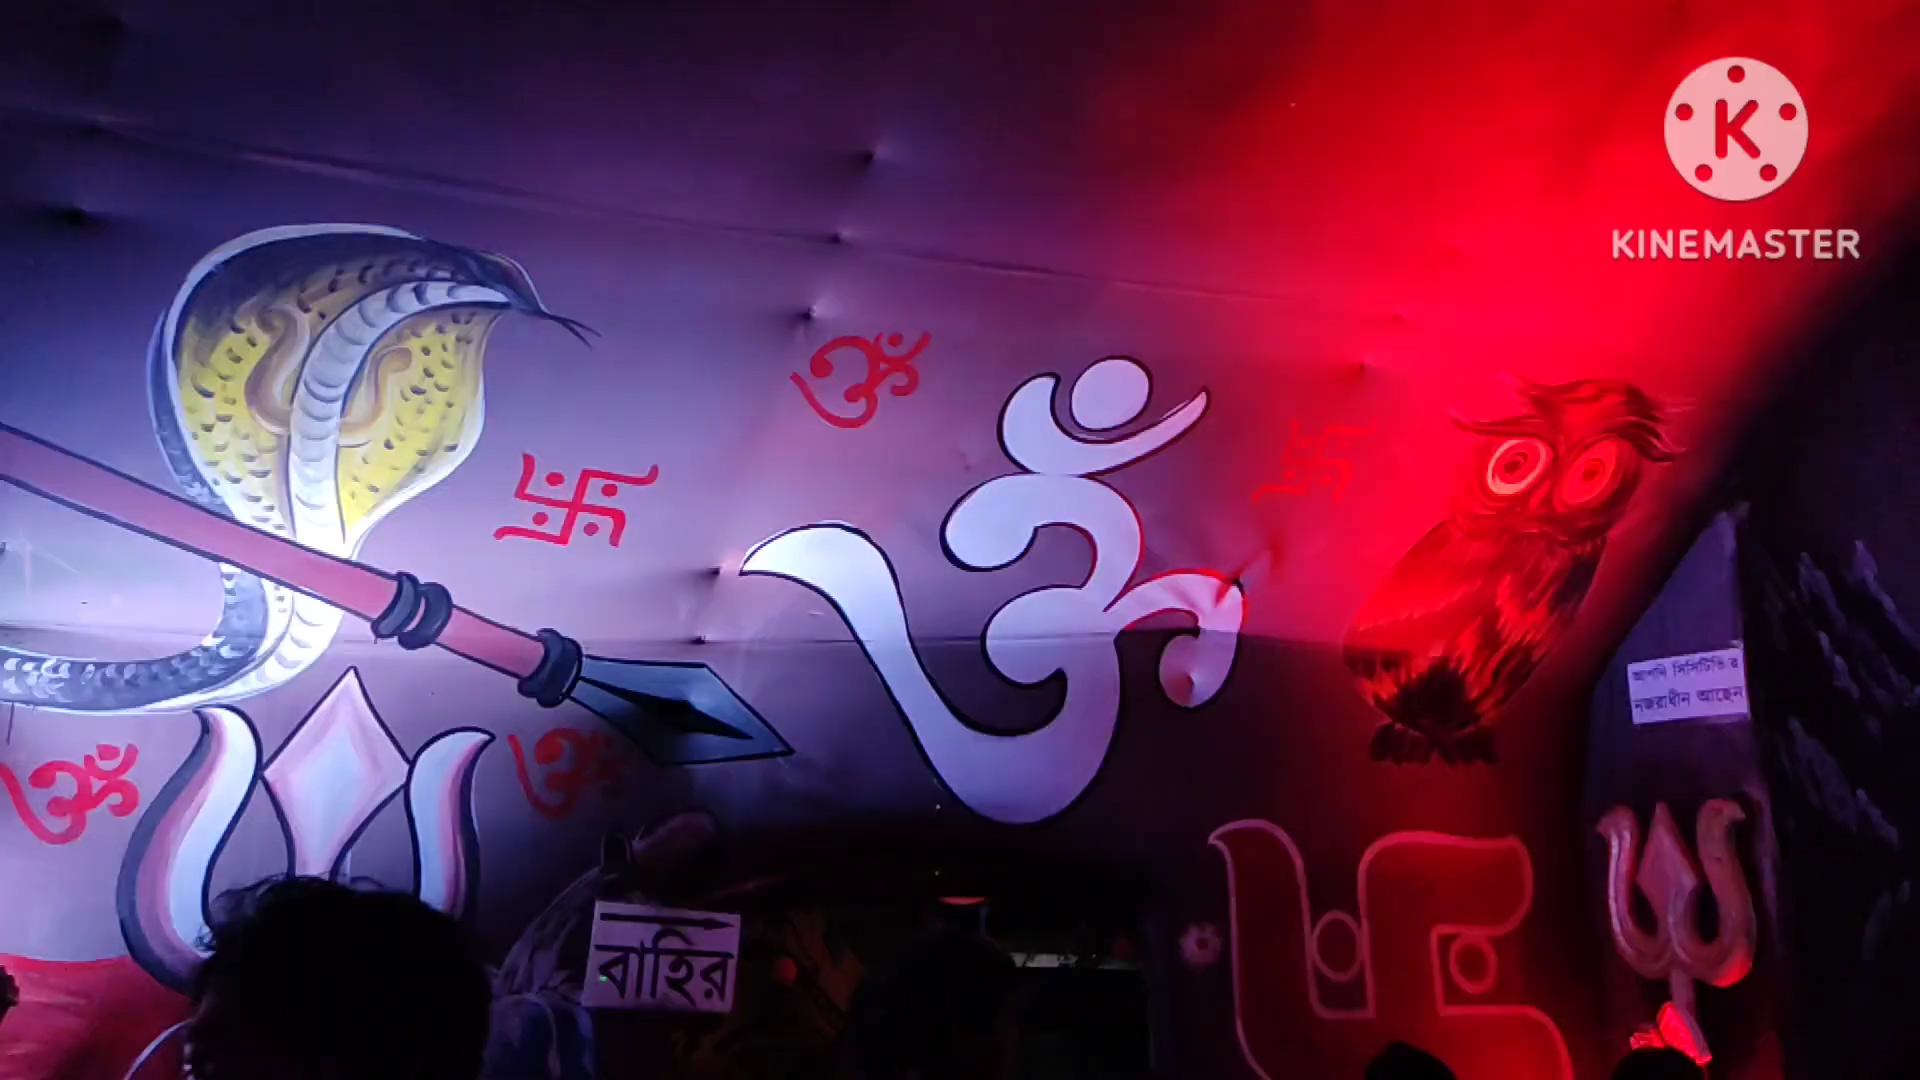 K
KINEMASTER
ॐ
ॐ
আপনি সিসিটিভি র
নজরাধীন আছেন
ॐ
ॐ
বাহির